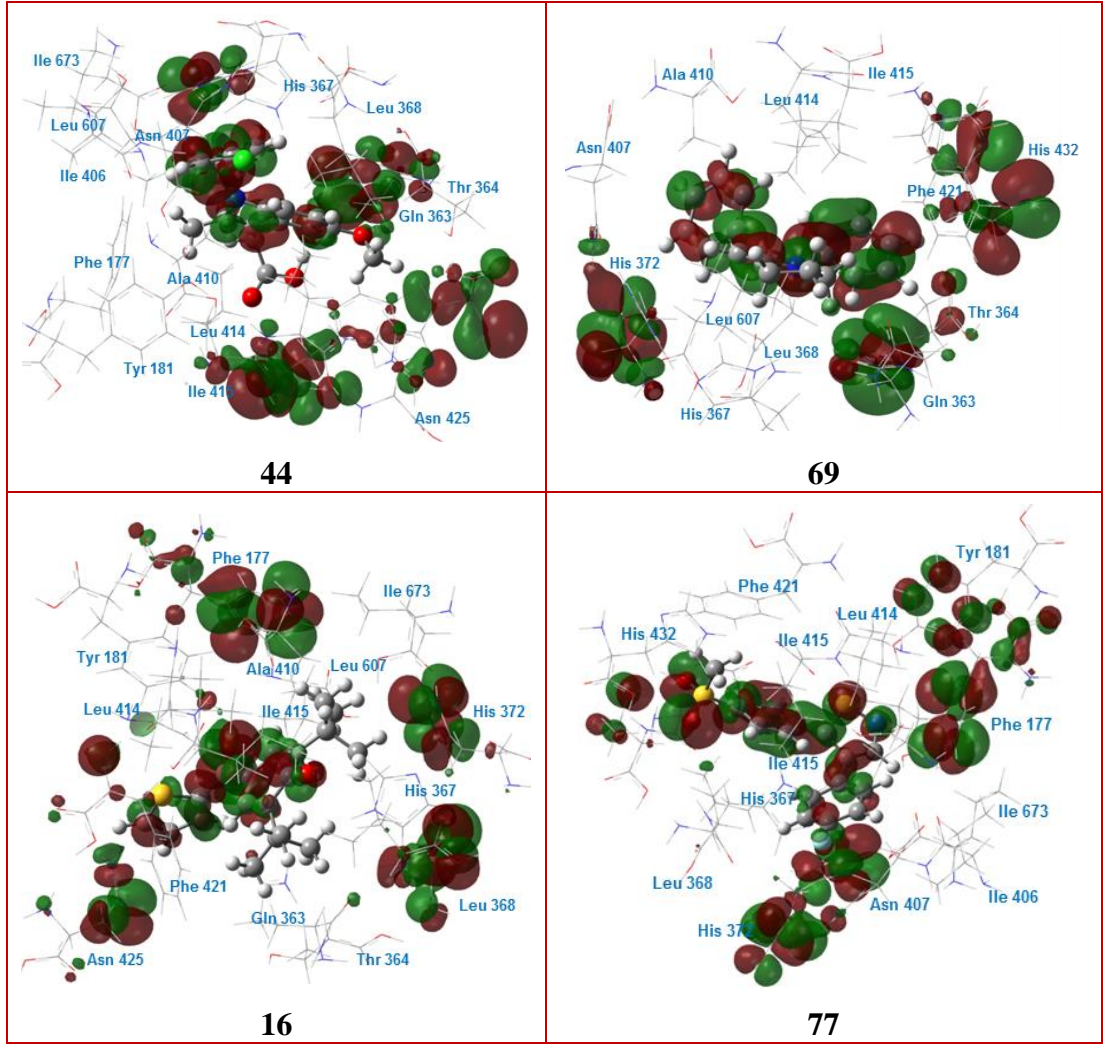 Ile 673
His 367
Leu 368
Leu 607
Asn 407
Ile 406
Thr 364
Gln 363
Phe 177
Ala 410
Leu 414
Tyr 181
Ile 415
Asn 425
44
Ala 410
Ile 415
Leu 414
Asn 407
His 432
Phe 421
His 372
Leu 607
Thr 364
Leu 368
Gln 363
His 367
69
Phe 177
Ile 673
Tyr 181
Ala 410
Leu 607
Leu 414
Ile 415
His 372
His 367
Phe 421
Gln 363
Leu 368
Asn 425
Thr 364
16
Tyr 181
Phe 421
Leu 414
His 432
Ile 415
Phe 177
Ile 415
His 367
Ile 673
Leu 368
Ile 406
Asn 407
His 372
77